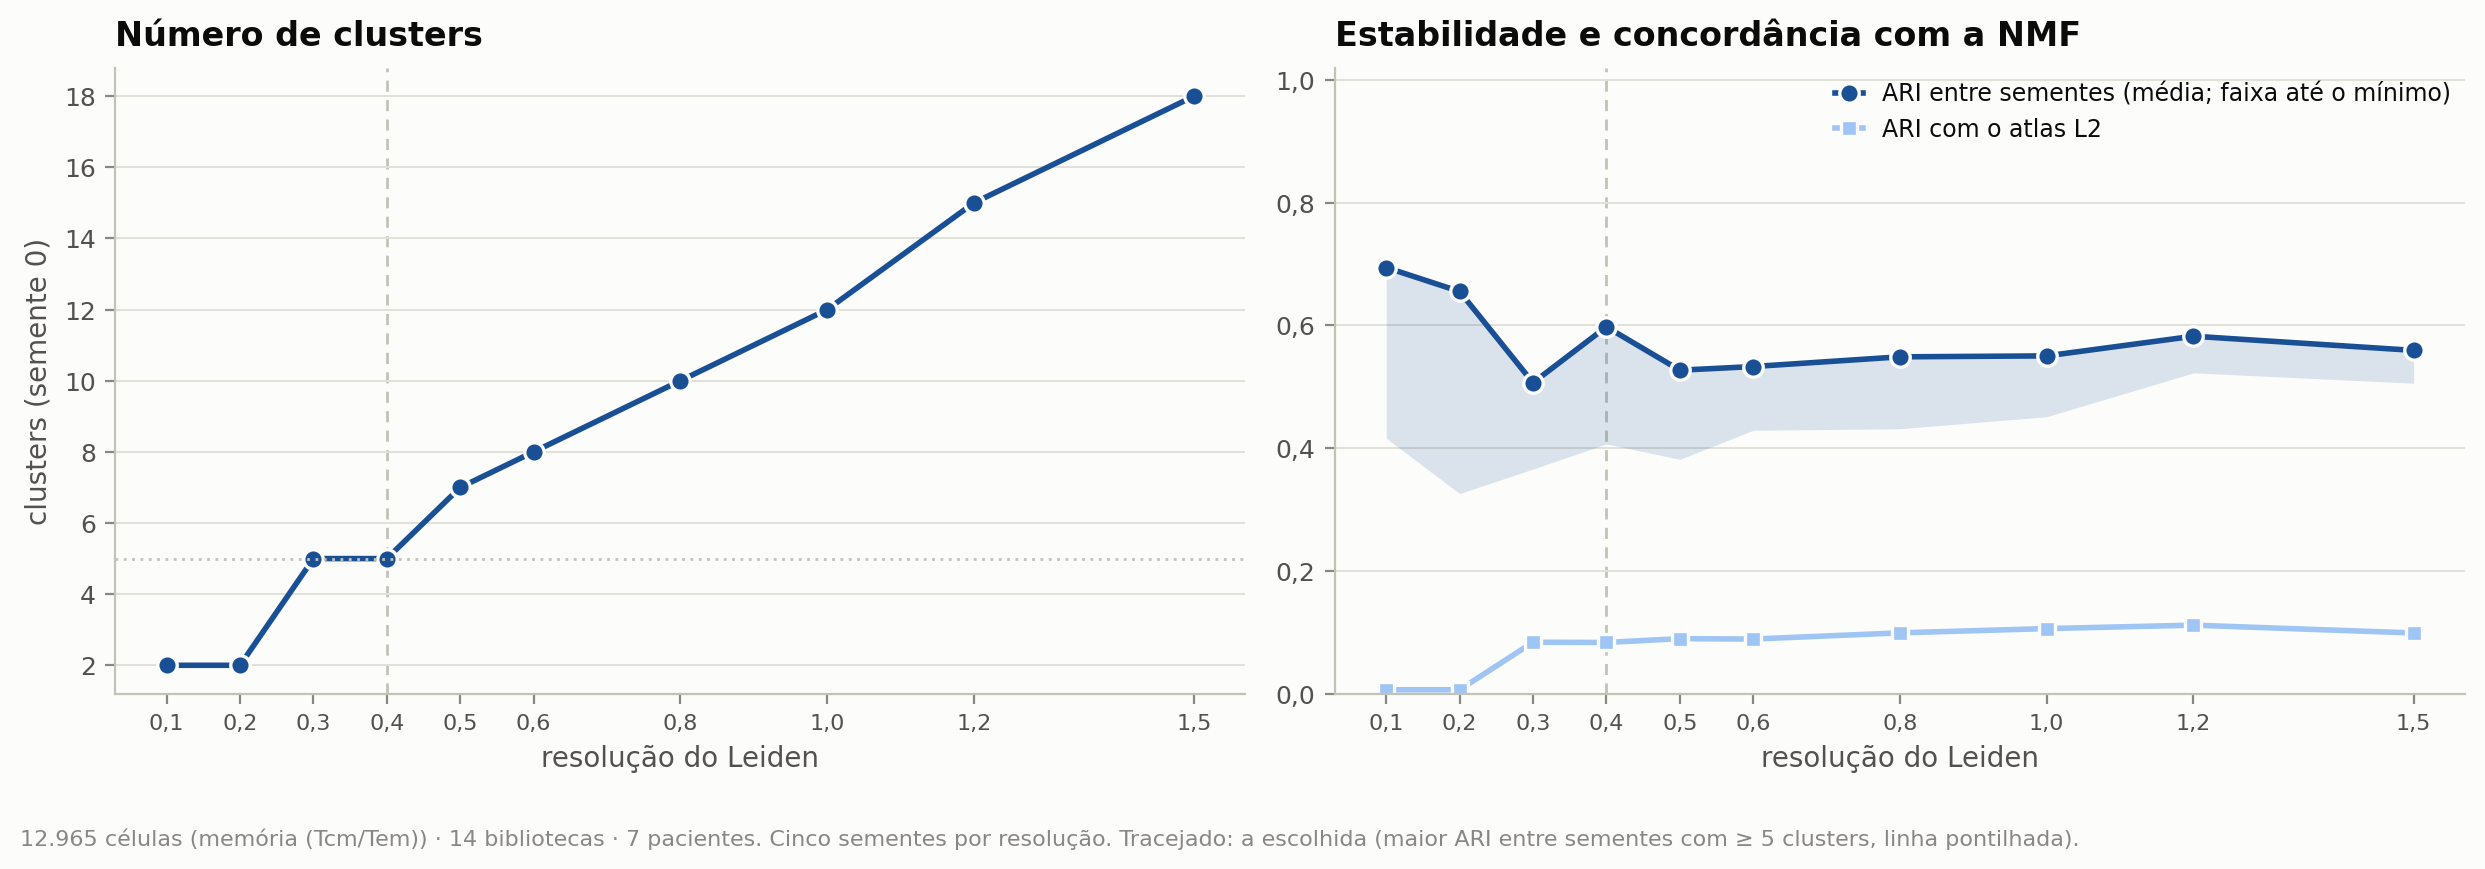 Número de clusters
clusters (semente 0)
18
16
14
12
10
8
6
4
2
0,1 0,2 0,3 0,4 0,5 0,6 0,8 1,0 1,2 1,5
resolução do Leiden
Estabilidade e concordância com a NMF
ARI entre sementes (média; faixa até o mínimo)
ARI com o atlas L2
1,0
0,8
0,6
0,4
0,2
0,0
0,1 0,2 0,3 0,4 0,5 0,6 0,8 1,0 1,2 1,5
resolução do Leiden
12.965 células (memória (Tcm/Tem)) · 14 bibliotecas · 7 pacientes. Cinco sementes por resolução. Tracejado: a escolhida (maior ARI entre sementes com ≥ 5 clusters, linha pontilhada).